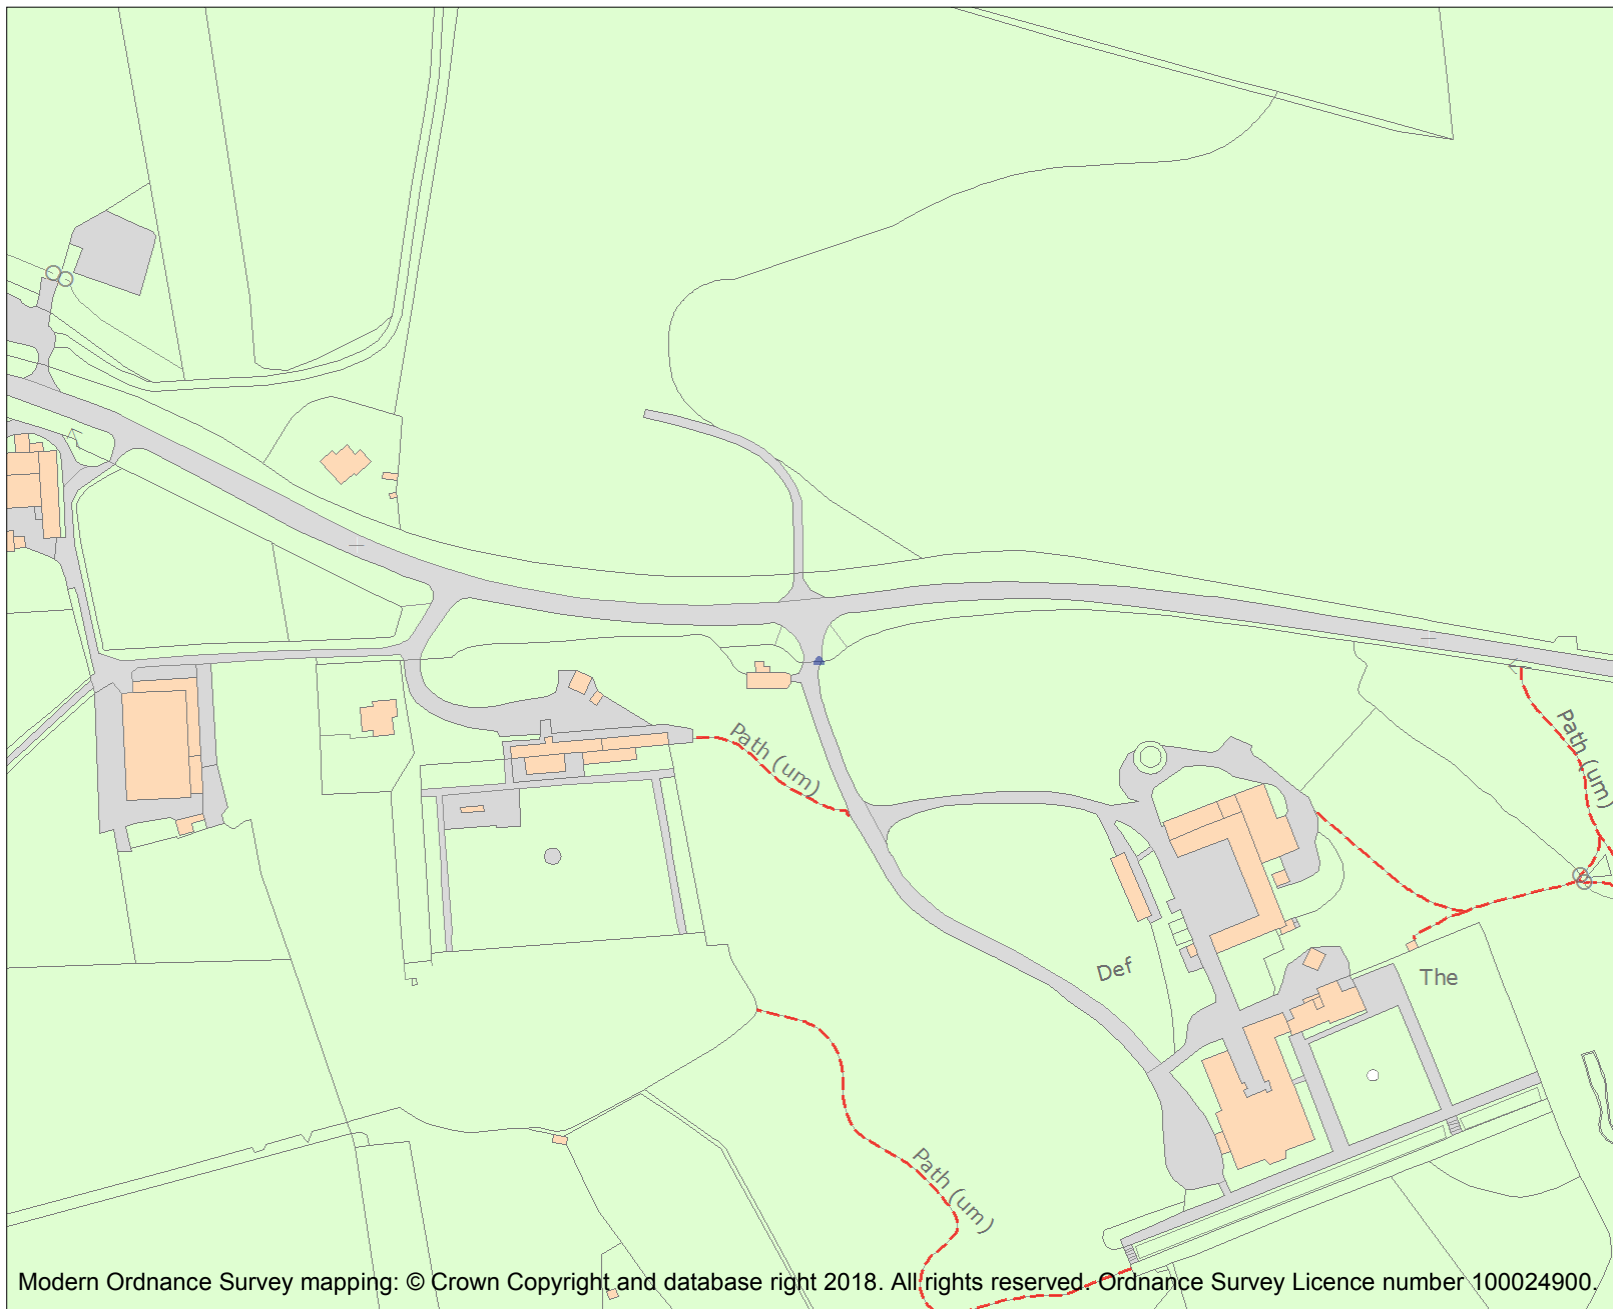 Path (um)
Path (um)
Def
The
Path (um)
Modern Ordnance Survey mapping: © Crown Copyright and database right 2018. All rights reserved. Ordnance Survey Licence number 100024900.